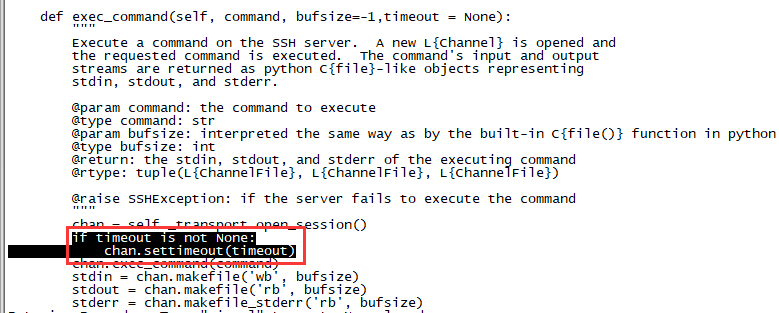 def exec_command(self, command, bufsize=-1,timeout = None):
"""
Execute a command on the SSH server.  A new L{Channel} is opened and
the requested command is executed.  The command's input and output
streams are returned as python C{file}-like objects representing
stdin, stdout, and stderr.
@param command: the command to execute
@type command: str
@param bufsize: interpreted the same way as by the built-in C{file()} function in python
@type bufsize: int
@return: the stdin, stdout, and stderr of the executing command
@rtype: tuple(L{ChannelFile}, L{ChannelFile}, L{ChannelFile})
@raise SSHException: if the server fails to execute the command
"""
chan = self._transport.open_session()
if timeout is not None:
chan.settimeout(timeout)
chan.exec_command(command)
stdin = chan.makefile('wb', bufsize)
stdout = chan.makefile('rb', bufsize)
stderr = chan.makefile_stderr('rb', bufsize)